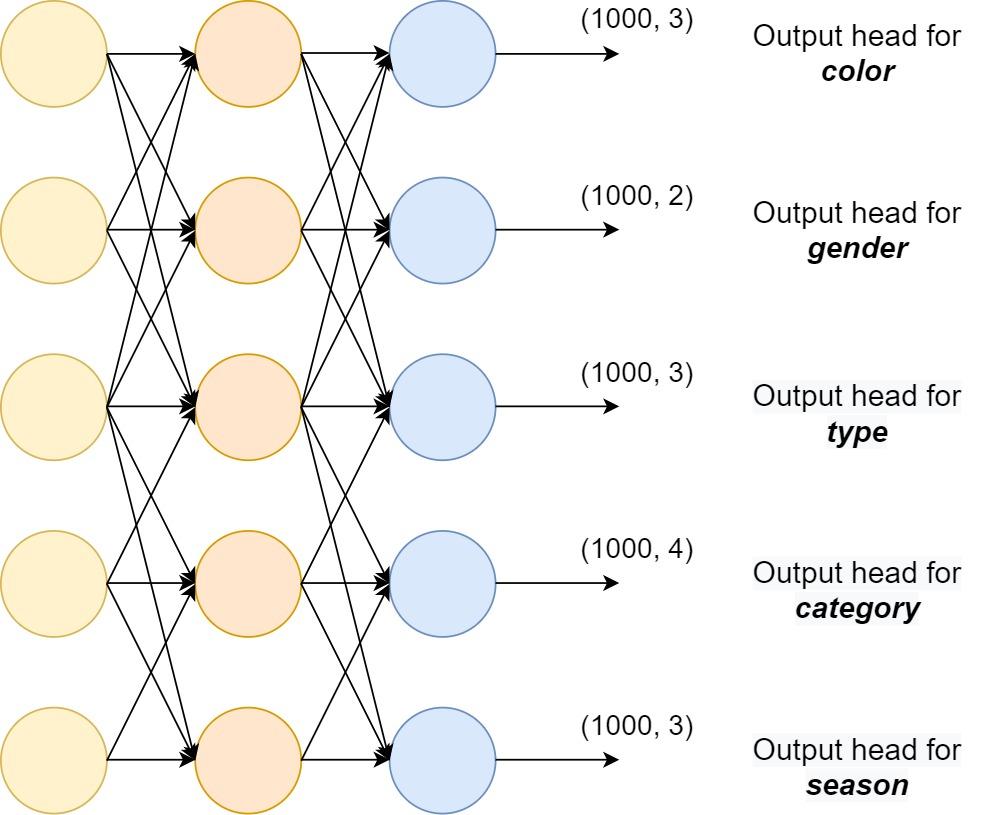 (1000, 3)
Output head for
color
(1000, 2)
Output head for
gender
(1000, 3)
Output head for
type
(1000, 4)
Output head for
category
(1000, 3)
Output head for
season